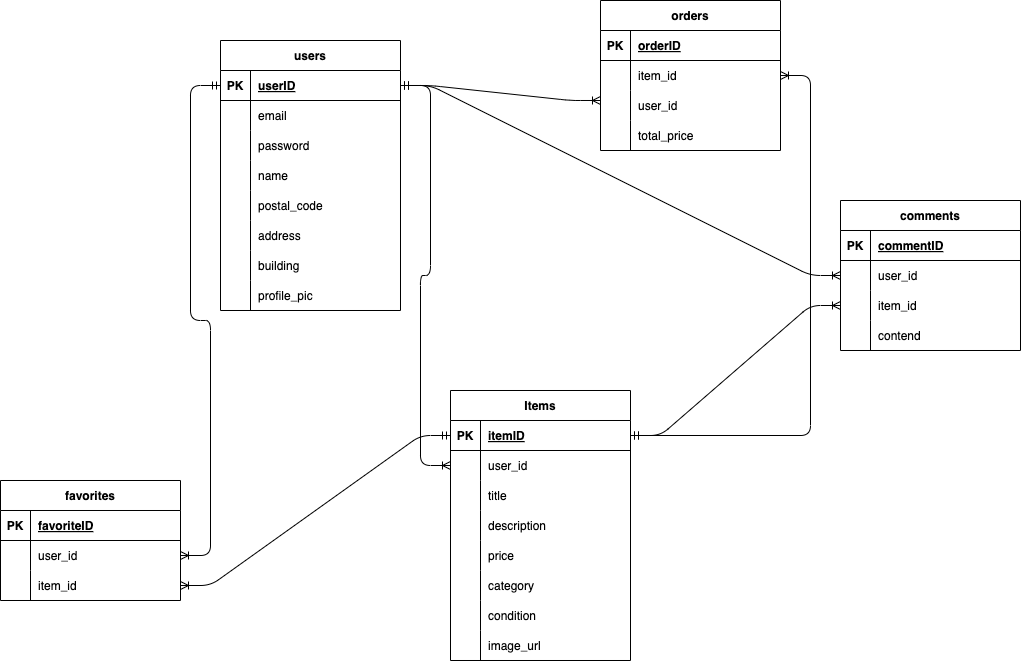 orders
PK orderID
item_id
user_id
total_price
users
PK userID
email
password
name
postal_code
address
building
profile_pic
comments
PK commentID
user_id
item_id
contend
Items
PK itemID
user_id
title
description
price
category
condition
image_url
favorites
PK favoriteID
user_id
item_id